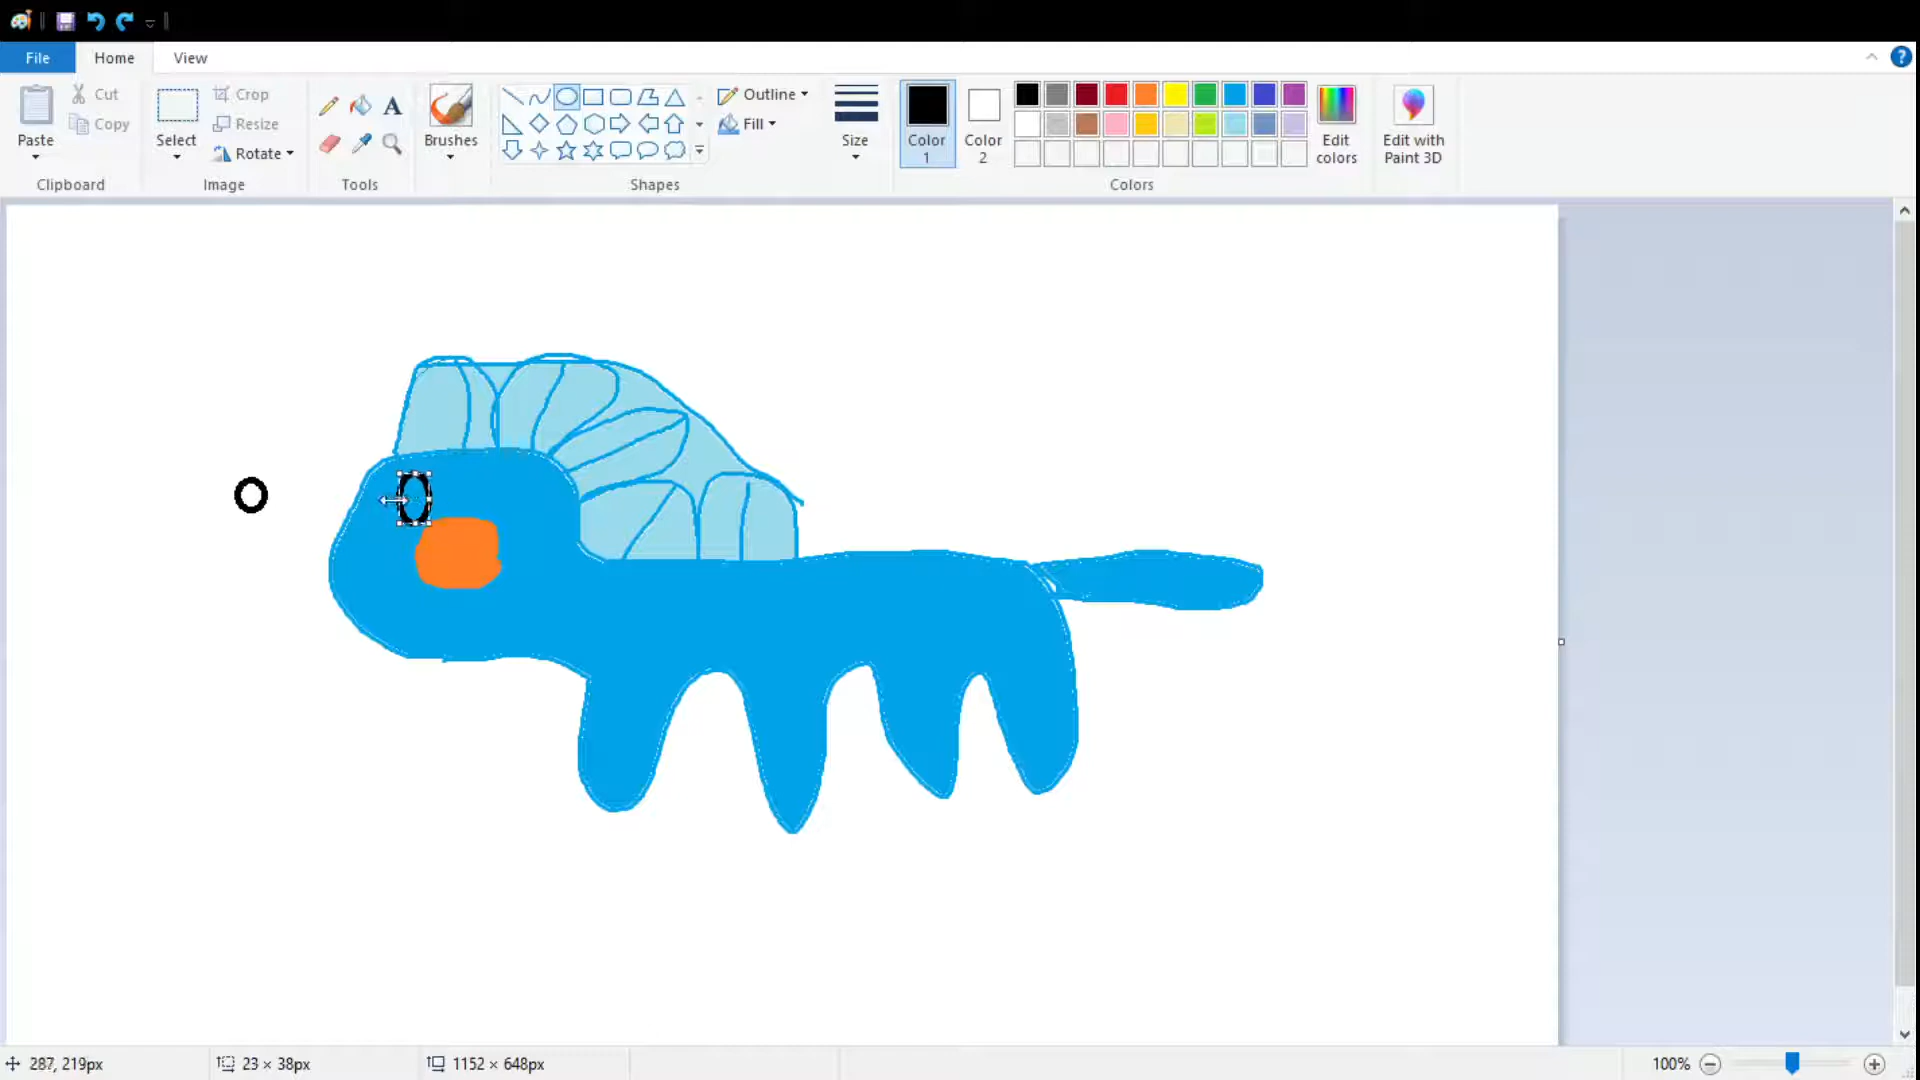 File Home View
Paste Cut Copy
Clipboard
Select Crop Resize Rotate
Image
A
Tools
Brushes
Outline
Fill
Shapes
Size
Color 1
Color 2
Edit colors
Colors
Edit with Paint 3D
287, 219px
23 × 38px
1152 × 648px
100%